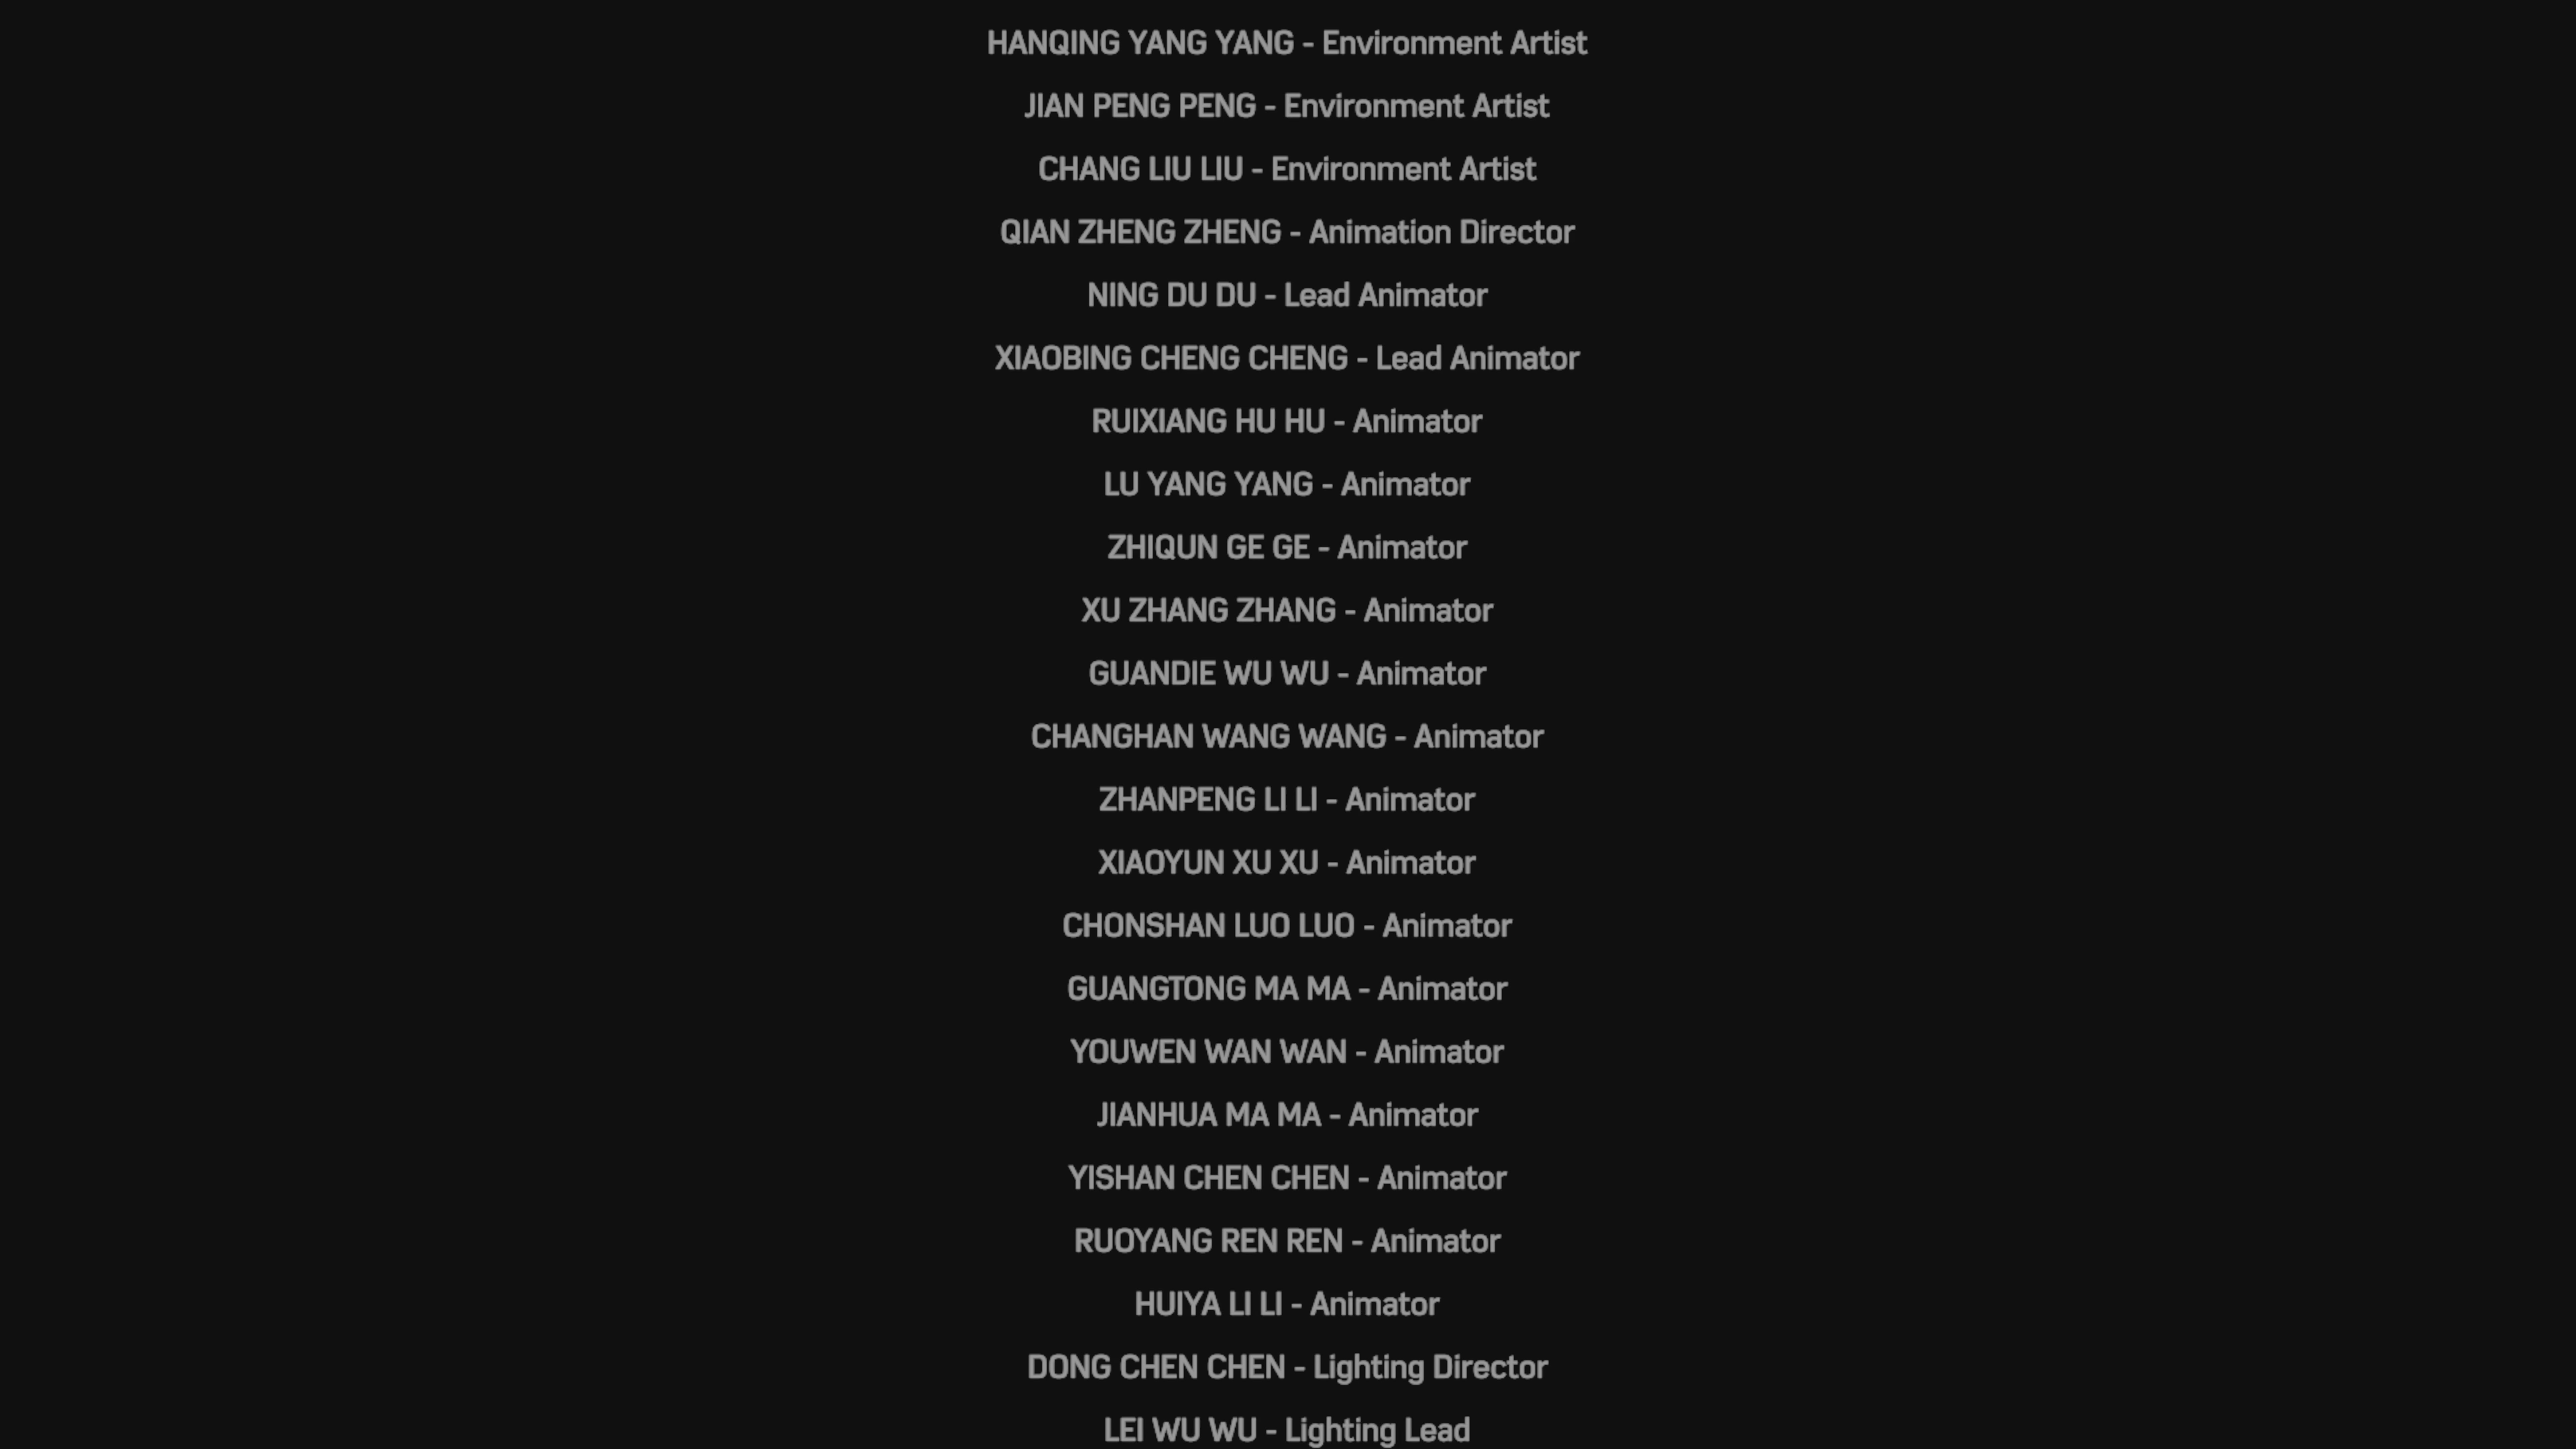 HANQING YANG YANG - Environment Artist
JIAN PENG PENG - Environment Artist
CHANG LIU LIU - Environment Artist
QIAN ZHENG ZHENG - Animation Director
NING DU DU - Lead Animator
XIAOBING CHENG CHENG - Lead Animator
RUIXIANG HU HU - Animator
LU YANG YANG - Animator
ZHIQUN GE GE - Animator
XU ZHANG ZHANG - Animator
GUANDIE WU WU - Animator
CHANGHAN WANG WANG - Animator
ZHANPENG LI LI - Animator
XIAOYUN XU XU - Animator
CHONSHAN LUO LUO - Animator
GUANGTONG MA MA - Animator
YOUWEN WAN WAN - Animator
JIANHUA MA MA - Animator
YISHAN CHEN CHEN - Animator
RUOYANG REN REN - Animator
HUIYA LI LI - Animator
DONG CHEN CHEN - Lighting Director
LEI WU WU - Lighting Lead